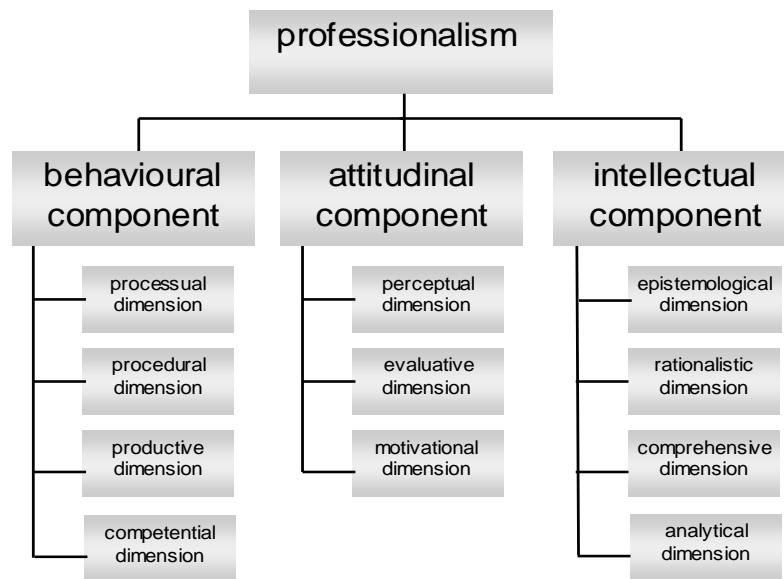 professionalism
behavioural
component
attitudinal
component
intellectual
component
processual
dimension
procedural
dimension
productive
dimension
competential
dimension
perceptual
dimension
evaluative
dimension
motivational
dimension
epistemological
dimension
rationalistic
dimension
comprehensive
dimension
analytical
dimension